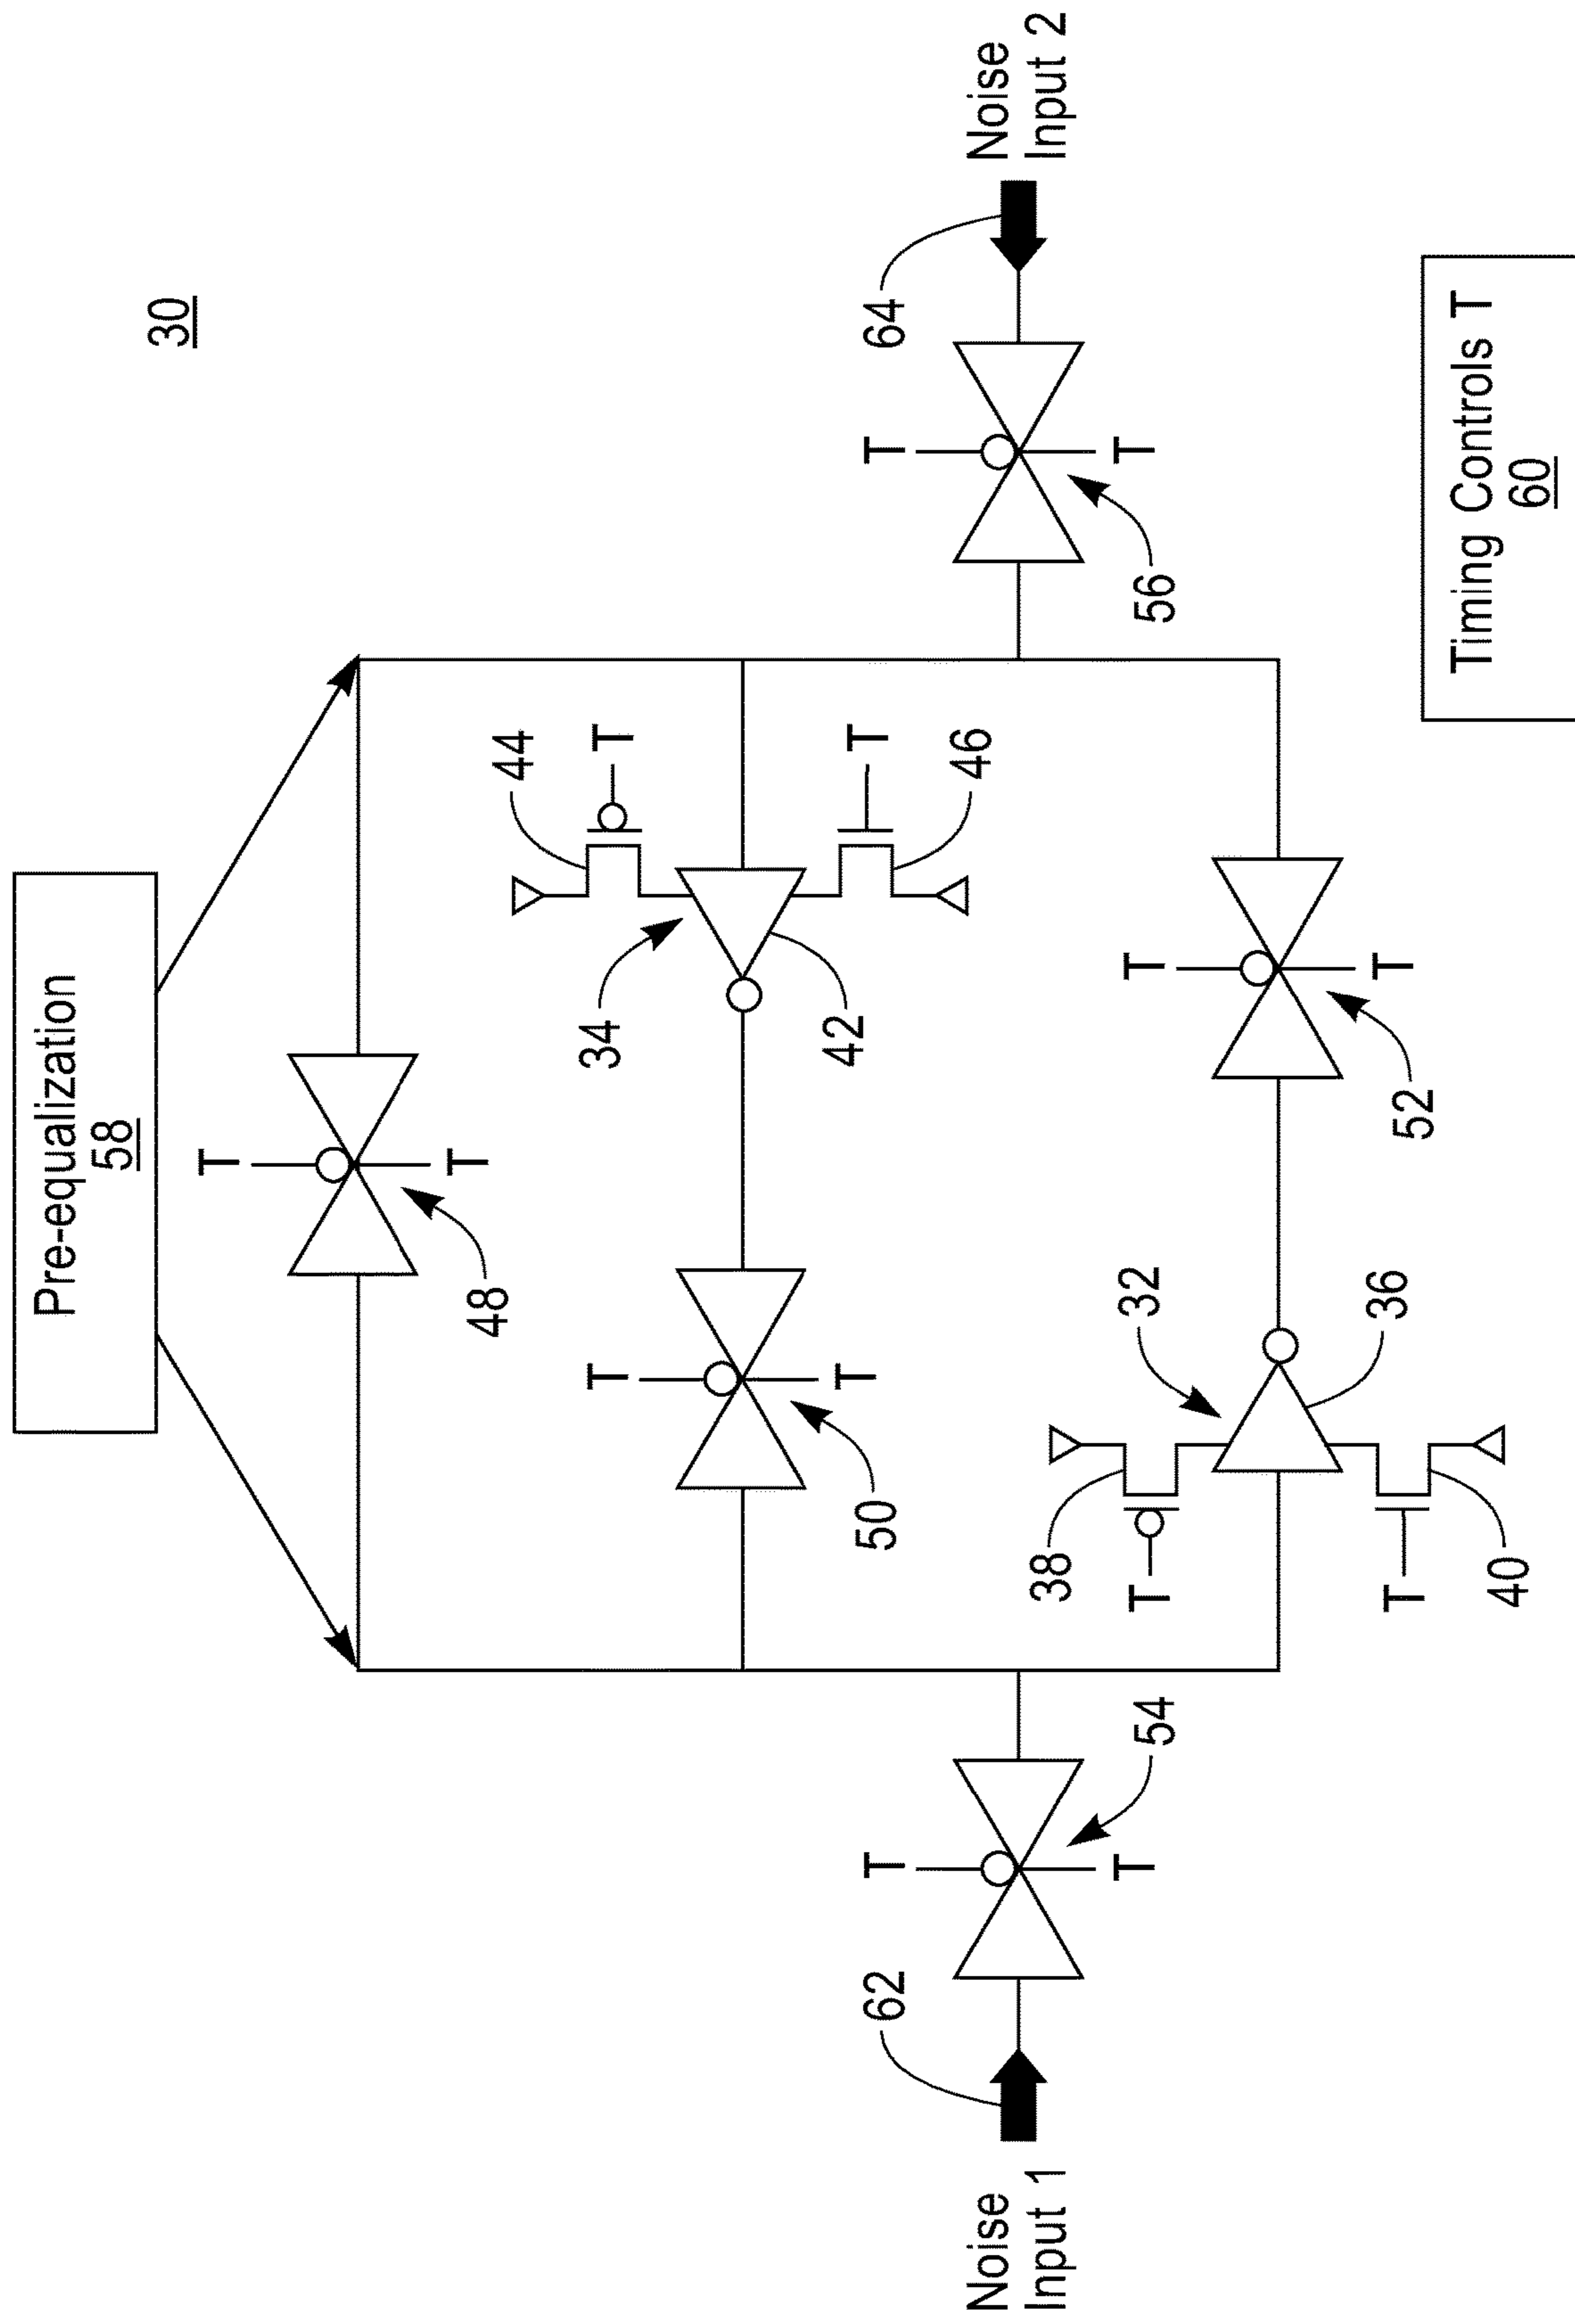 30
Pre-equalization
58
T
T
48
44
T
34
42
T
46
T
T
50
62
T
T
54
Noise
Input 1
64
T
T
56
Noise
Input 2
32
38
T
36
T
40
T
T
52
Timing Controls T
60